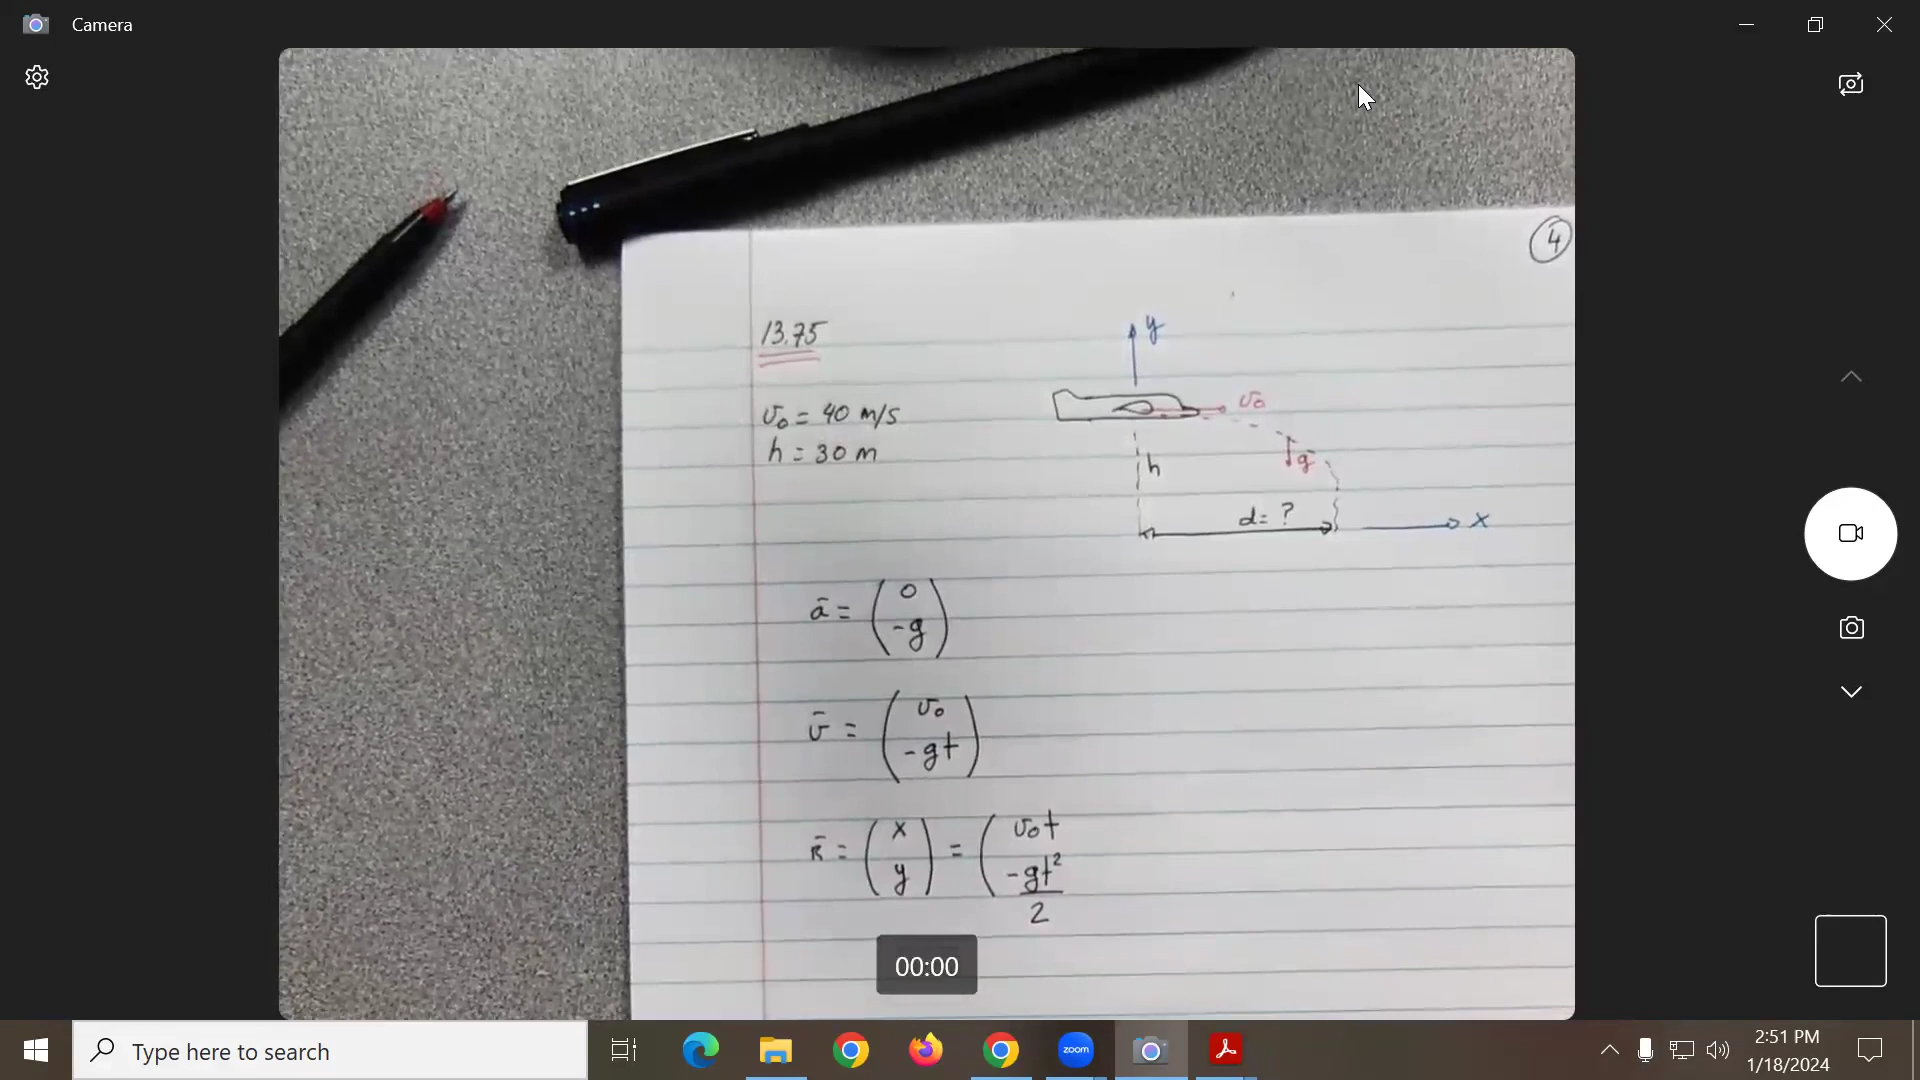 Camera
4
13.75
y
v₀ = 40 m/s
v₀
h = 30 m
h
g
d = ?
x
ā = ( 0
-g )
v̄ = ( v₀
-gt )
R̄ = ( x
y ) = ( v₀t
-gt²
2
00:00
Type here to search
zoom
2:51 PM
1/18/2024